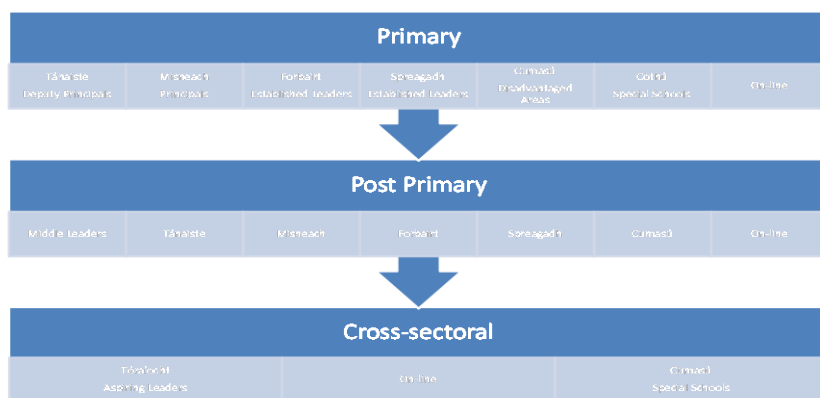 Primary
Tánaiste
Deputy Principals
Misneach
Principals
Forbairt
Established Leaders
Spreagadh
Established Leaders
Cumasú
Disadvantaged
Areas
Cothú
Special Schools
On-line
Post Primary
Middle Leaders
Tánaiste
Misneach
Forbairt
Spreagadh
Cumasú
On-line
Cross-sectoral
Tóraíocht
Aspiring Leaders
On-line
Cumasú
Special Schools